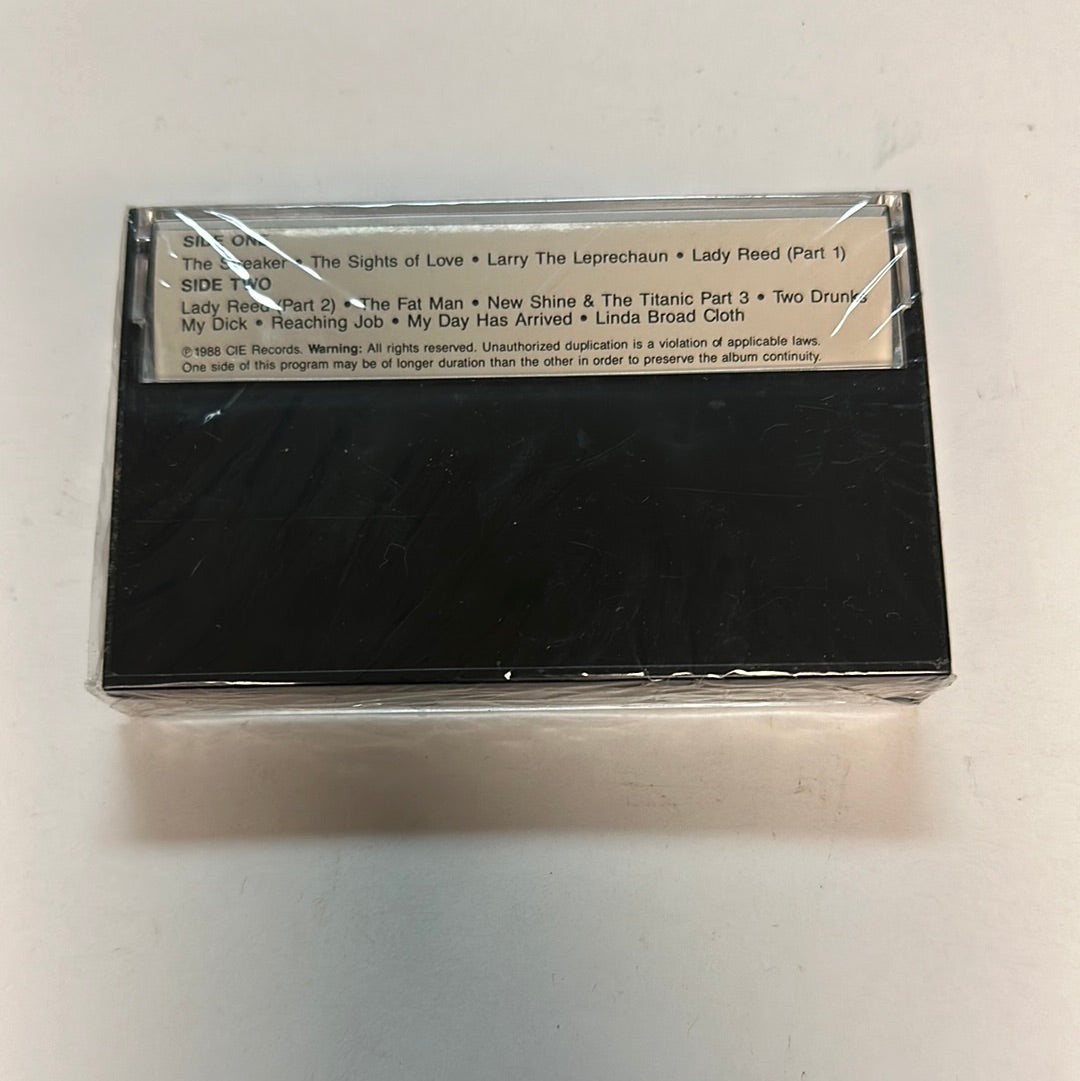 SIDE ONE
The Streaker • The Sights of Love • Larry The Leprechaun • Lady Reed (Part 1)
SIDE TWO
Lady Reed (Part 2) • The Fat Man • New Shine & The Titanic Part 3 • Two Drunks
My Dick • Reaching Job • My Day Has Arrived • Linda Broad Cloth
℗1988 CIE Records. Warning: All rights reserved. Unauthorized duplication is a violation of applicable laws.
One side of this program may be of longer duration than the other in order to preserve the album continuity.